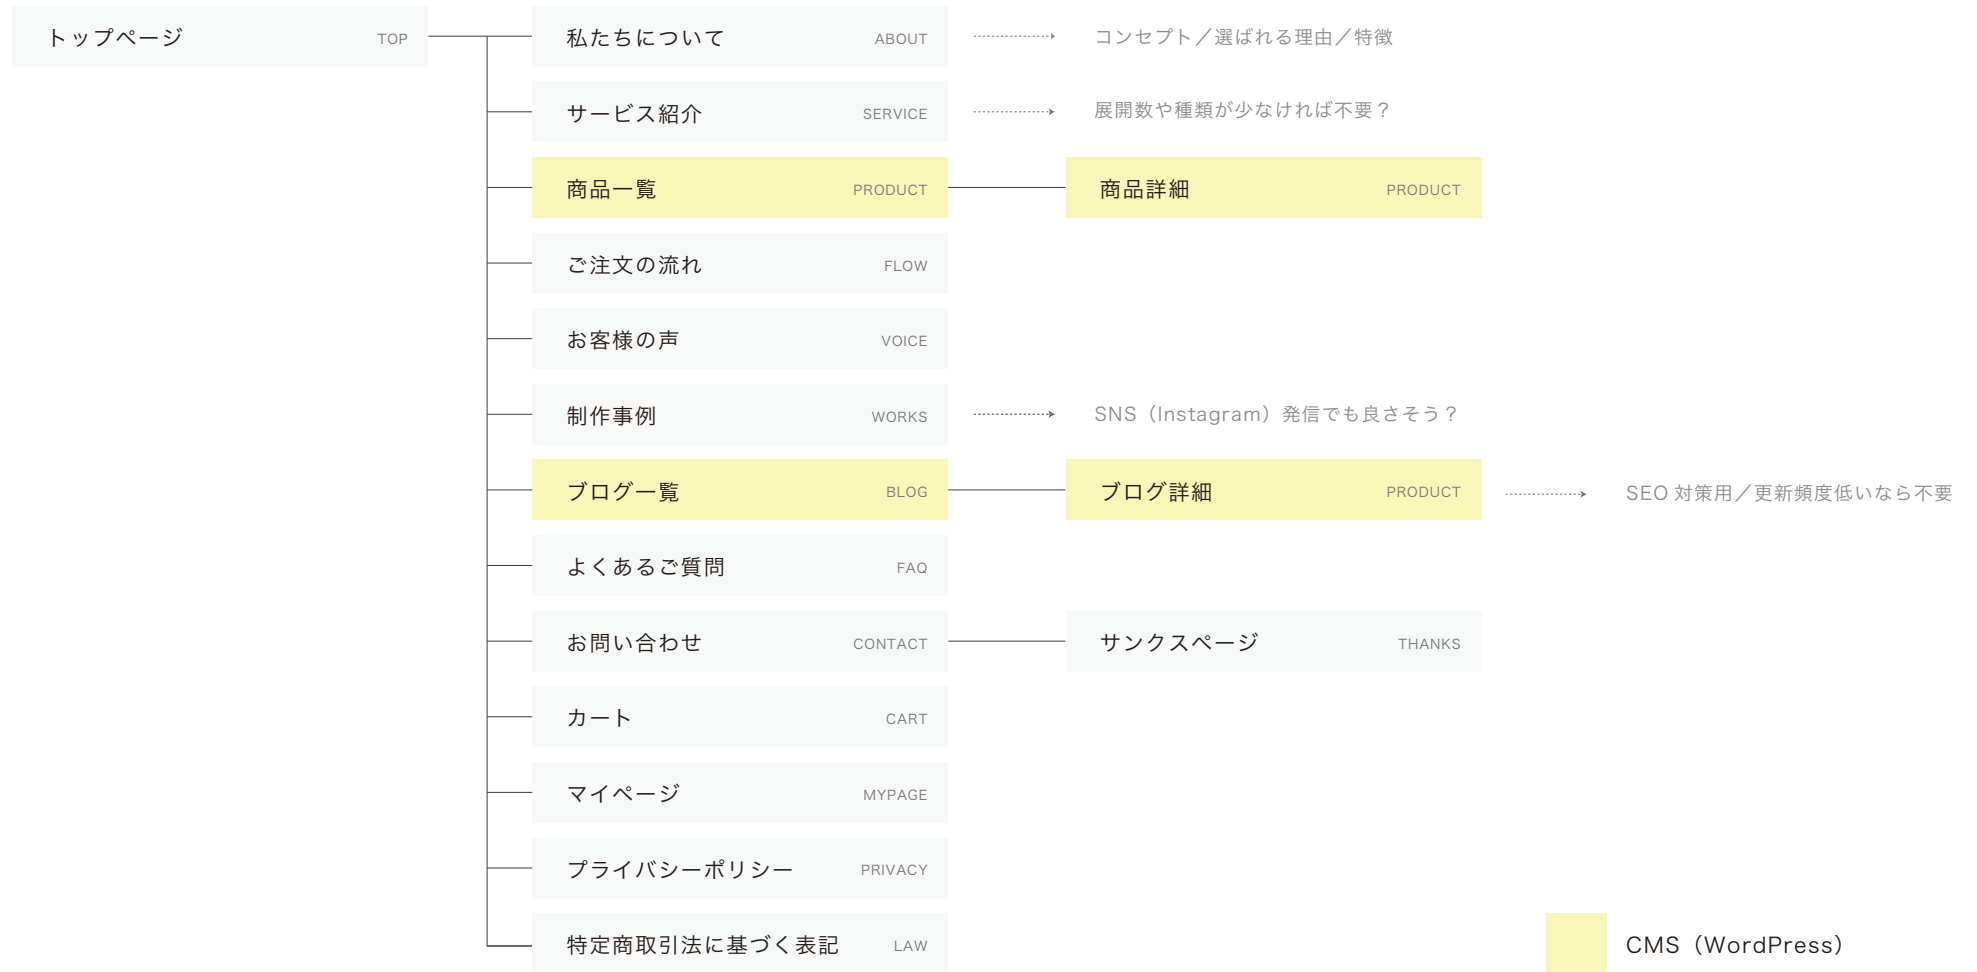 トップページ TOP
私たちについて ABOUT
コンセプト／選ばれる理由／特徴
サービス紹介 SERVICE
展開数や種類が少なければ不要？
商品一覧 PRODUCT
商品詳細 PRODUCT
ご注文の流れ FLOW
お客様の声 VOICE
制作事例 WORKS
SNS（Instagram）発信でも良さそう？
ブログ一覧 BLOG
ブログ詳細 PRODUCT
SEO 対策用／更新頻度低いなら不要
よくあるご質問 FAQ
お問い合わせ CONTACT
サンクスページ THANKS
カート CART
マイページ MYPAGE
プライバシーポリシー PRIVACY
特定商取引法に基づく表記 LAW
CMS（WordPress）